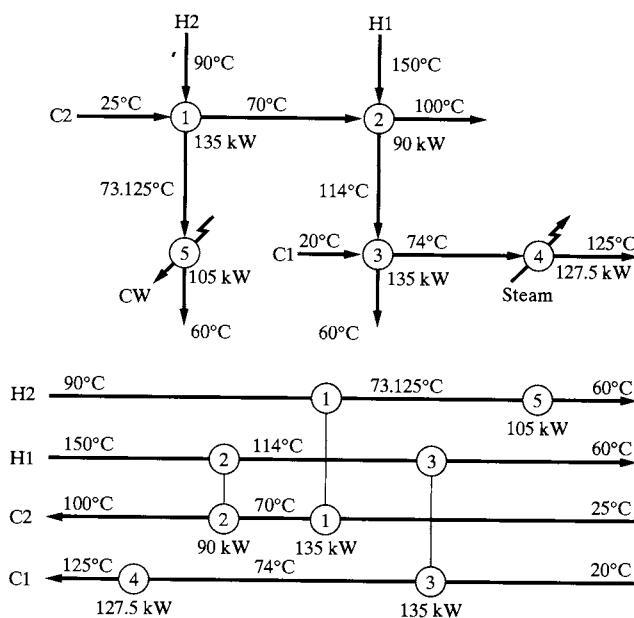 H2 H1
90°C 150°C
25°C 70°C 100°C
C2 1 2
135 kW 90 kW
73.125°C 114°C
20°C 74°C 125°C
5 C1 3 4
105 kW 135 kW 127.5 kW
CW Steam
60°C 60°C
90°C 73.125°C 60°C
H2 1 5
105 kW
150°C 114°C 60°C
H1 2 3
100°C 70°C 25°C
C2 2 1
90 kW 135 kW
125°C 74°C 20°C
C1 4 3
127.5 kW 135 kW